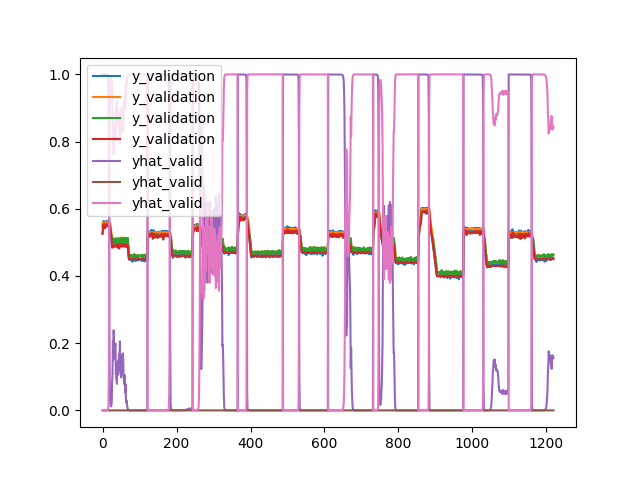 1.0
0.8
0.6
0.4
0.2
0.0
y_validation
y_validation
y_validation
y_validation
yhat_valid
yhat_valid
yhat_valid
0 200 400 600 800 1000 1200